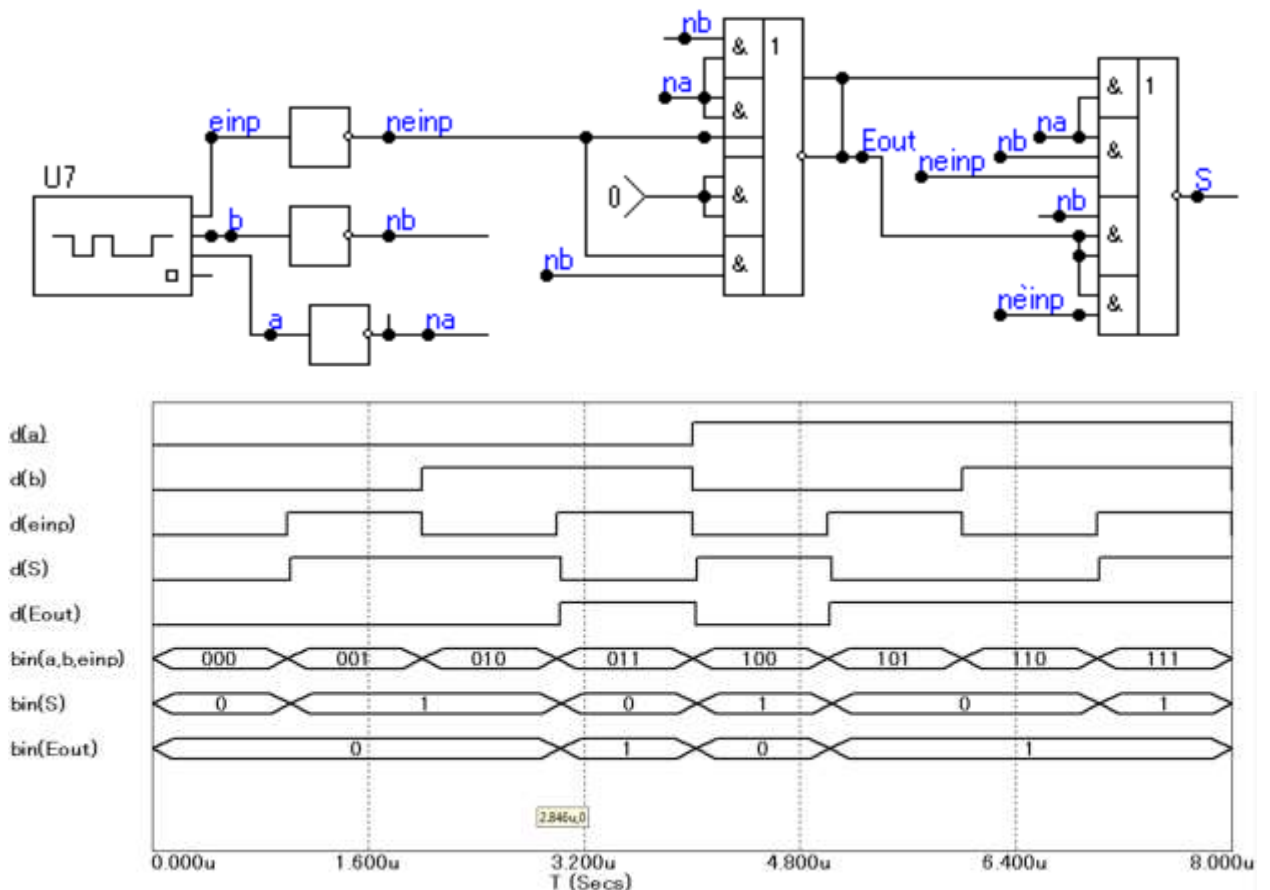 nb
& 1
na
&
& 1
einp
neinp
Eout
na
nb
&
neinp
U7
0
&
S
b
nb
nb
&
nb
&
nèinp
&
a
na
d(a)
d(b)
d(einp)
d(S)
d(Eout)
bin(a,b,einp) 000 001 010 011 100 101 110 111
bin(S) 0 1 0 1 0 1
bin(Eout) 0 1 0 1
2.846u,0
0.000u 1.600u 3.200u 4.800u 6.400u 8.000u
T (Secs)